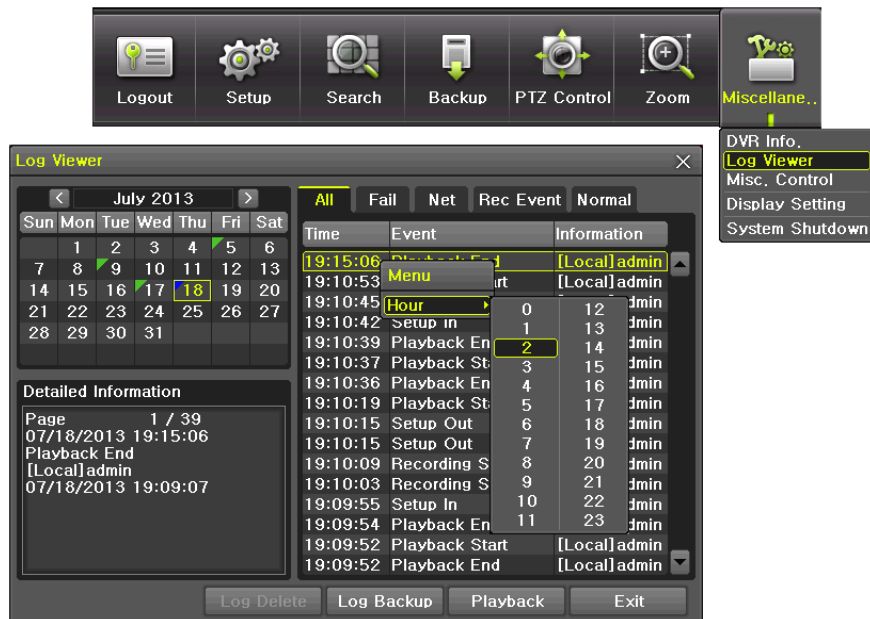 Logout Setup Search Backup PTZ Control Zoom Miscellane..
DVR Info.
Log Viewer
Misc. Control
Display Setting
System Shutdown
Log Viewer
July 2013
Sun Mon Tue Wed Thu Fri Sat
1 2 3 4 5 6
7 8 9 10 11 12 13
14 15 16 17 18 19 20
21 22 23 24 25 26 27
28 29 30 31
Detailed Information
Page 1 / 39
07/18/2013 19:15:06
Playback End
[Local]admin
07/18/2013 19:09:07
All Fail Net Rec Event Normal
Time Event Information
19:15:06 Playback End [Local]admin
19:10:53
19:10:45
19:10:42 Setup In
19:10:39 Playback En
19:10:37 Playback St
19:10:36 Playback En
19:10:19 Playback St
19:10:15 Setup Out
19:10:15 Setup Out
19:10:09 Recording S
19:10:03 Recording S
19:09:55 Setup In
19:09:54 Playback En
19:09:52 Playback Start [Local]admin
19:09:52 Playback End [Local]admin
Menu
Hour
0 12
1 13
2 14
3 15
4 16
5 17
6 18
7 19
8 20
9 21
10 22
11 23
Log Delete Log Backup Playback Exit